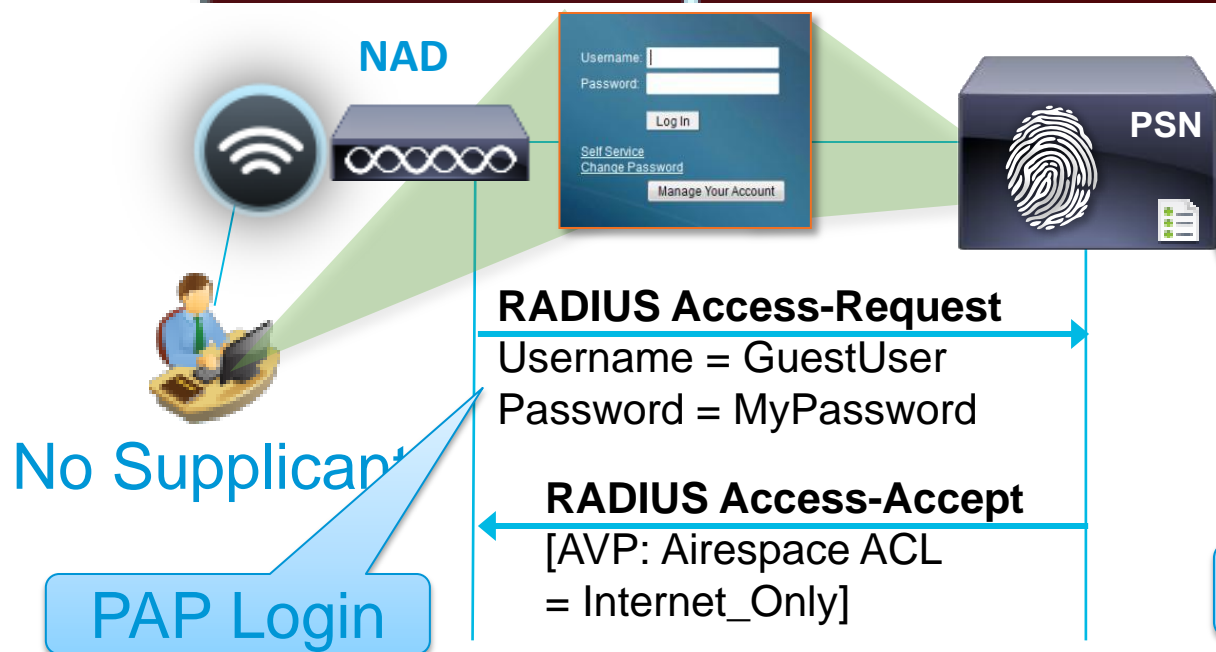 NAD
Username:
Password:
Log In
Self Service
Change Password
Manage Your Account
PSN
RADIUS Access-Request
Username = GuestUser
Password = MyPassword
No Supplicant
RADIUS Access-Accept
[AVP: Airespace ACL
= Internet_Only]
PAP Login